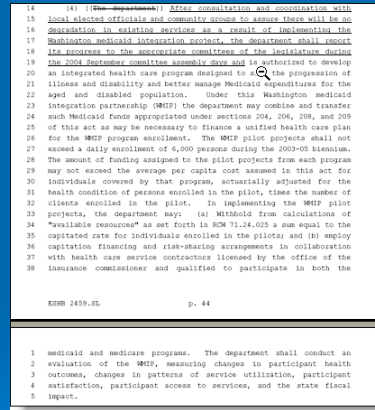 14 (4) ((The department)) After consultation and coordination with
15 local elected officials and community groups to assure there will be no
16 degradation in existing services as a result of implementing the
17 Washington medicaid integration project, the department shall report
18 its progress to the appropriate committees of the legislature during
19 the 2004 September committee assembly days and is authorized to develop
20 an integrated health care program designed to the progression of
21 illness and disability and better manage Medicaid expenditures for the
22 aged and disabled population. Under this Washington medicaid
23 integration partnership (WMIP) the department may combine and transfer
24 such Medicaid funds appropriated under sections 204, 206, 208, and 209
25 of this act as may be necessary to finance a unified health care plan
26 for the WMIP program enrollment. The WMIP pilot projects shall not
27 exceed a daily enrollment of 6,000 persons during the 2003-05 biennium.
28 The amount of funding assigned to the pilot projects from each program
29 may not exceed the average per capita cost assumed in this act for
30 individuals covered by that program, actuarially adjusted for the
31 health condition of persons enrolled in the pilot, times the number of
32 clients enrolled in the pilot. In implementing the WMIP pilot
33 projects, the department may: (a) Withhold from calculations of
34 "available resources" as set forth in RCW 71.24.025 a sum equal to the
35 capitated rate for individuals enrolled in the pilots; and (b) employ
36 capitation financing and risk-sharing arrangements in collaboration
37 with health care service contractors licensed by the office of the
38 insurance commissioner and qualified to participate in both the
ESHB 2459.SL p. 44
1 medicaid and medicare programs. The department shall conduct an
2 evaluation of the WMIP, measuring changes in participant health
3 outcomes, changes in patterns of service utilization, participant
4 satisfaction, participant access to services, and the state fiscal
5 impact.